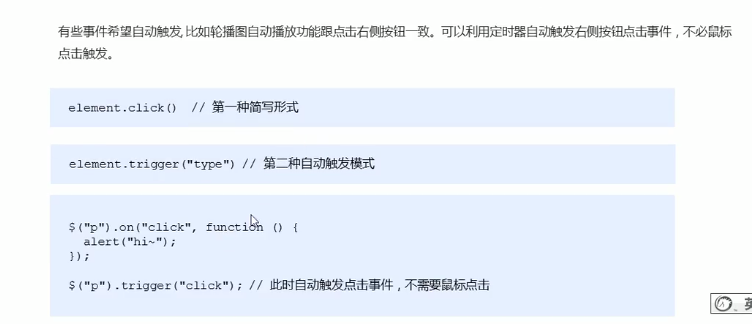 有些事件希望自动触发, 比如轮播图自动播放功能跟点击右侧按钮一致。可以利用定时器自动触发右侧按钮点击事件，不必鼠标
点击触发。
element.click()  // 第一种简写形式
element.trigger("type") // 第二种自动触发模式
$("p").on("click", function () {
  alert("hi~");
});
$("p").trigger("click"); // 此时自动触发点击事件，不需要鼠标点击
英